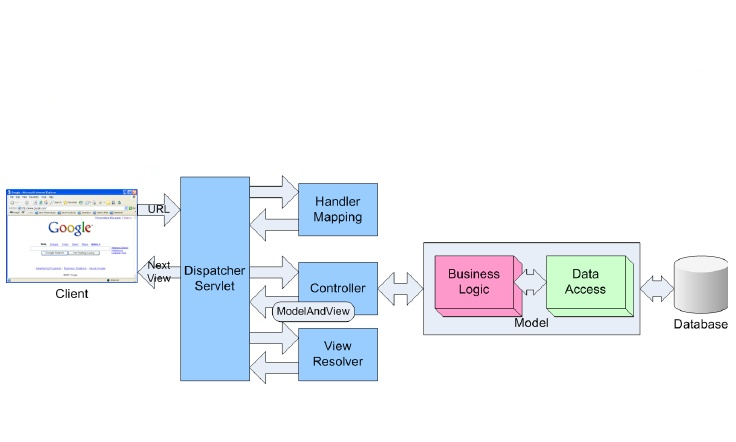 Google
URL
Next
View
Client
Dispatcher
Servlet
Handler
Mapping
Controller
ModelAndView
View
Resolver
Business
Logic
Data
Access
Model
Database